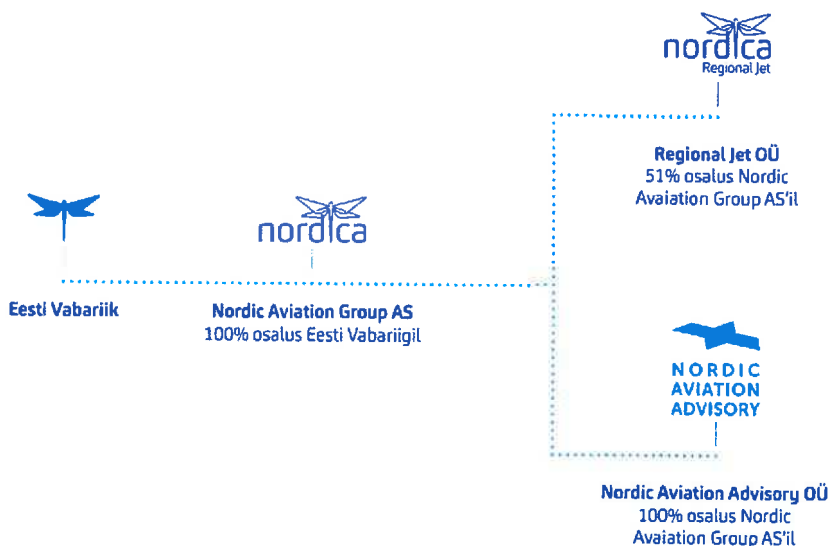 nordica
Regional Jet
Regional Jet OÜ
51% osalus Nordic
Avaiation Group AS'il
nordica
Eesti Vabariik
Nordic Aviation Group AS
100% osalus Eesti Vabariigil
NORDIC
AVIATION
ADVISORY
Nordic Aviation Advisory OÜ
100% osalus Nordic
Avaiation Group AS'il